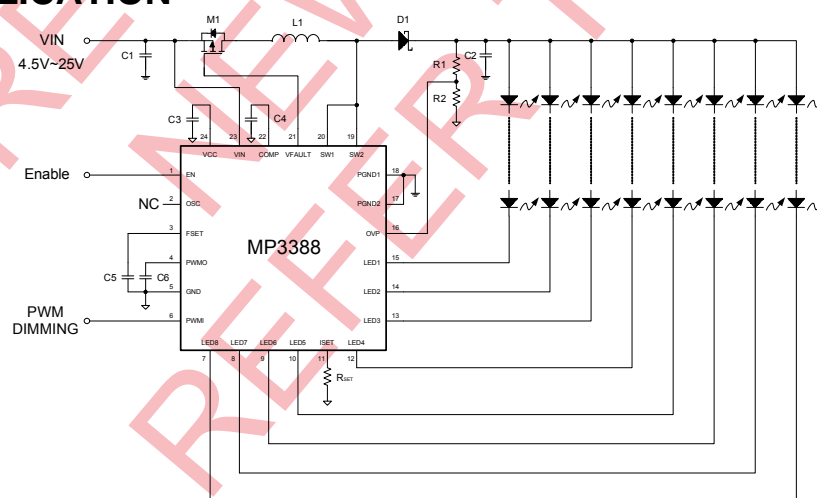 M1
L1
D1
VIN
4.5V~25V
C1
R1
C2
R2
C3
C4
24
23
22
21
20
19
VCC
VIN
COMP
VFAULT
SW1
SW2
Enable
1
EN
PGND1
18
NC
2
OSC
PGND2
17
3
FSET
OVP
16
MP3388
4
PWMO
LED1
15
C5
C6
5
GND
LED2
14
PWM
DIMMING
6
PWMI
LED3
13
LED8
LED7
LED6
LED5
ISET
LED4
7
8
9
10
11
12
RSET
REFER